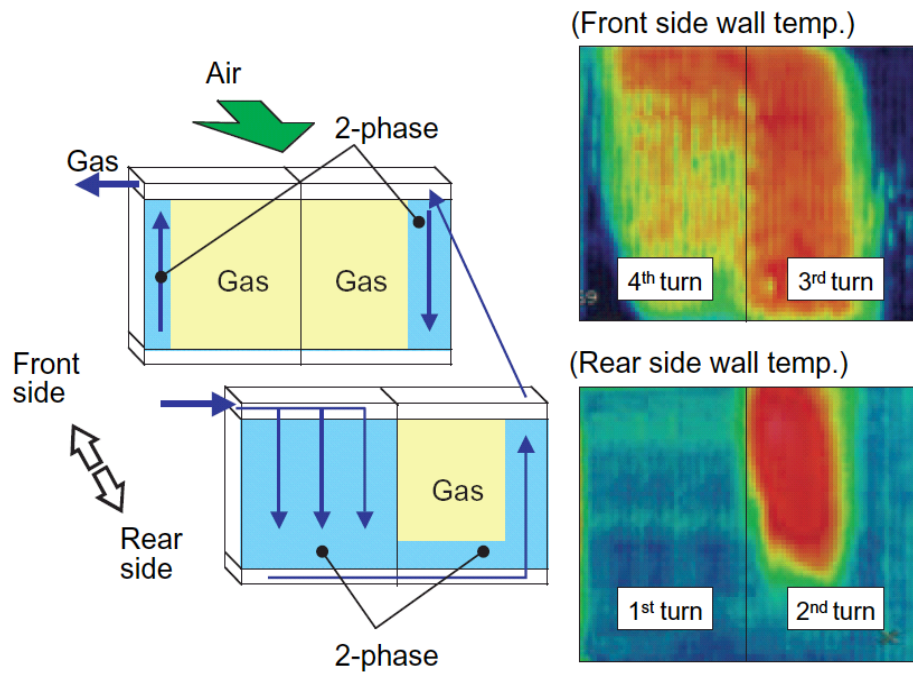 Air
2-phase
Gas
Gas
Gas
Front
side
Rear
side
Gas
2-phase
(Front side wall temp.)
4th turn
3rd turn
(Rear side wall temp.)
1st turn
2nd turn